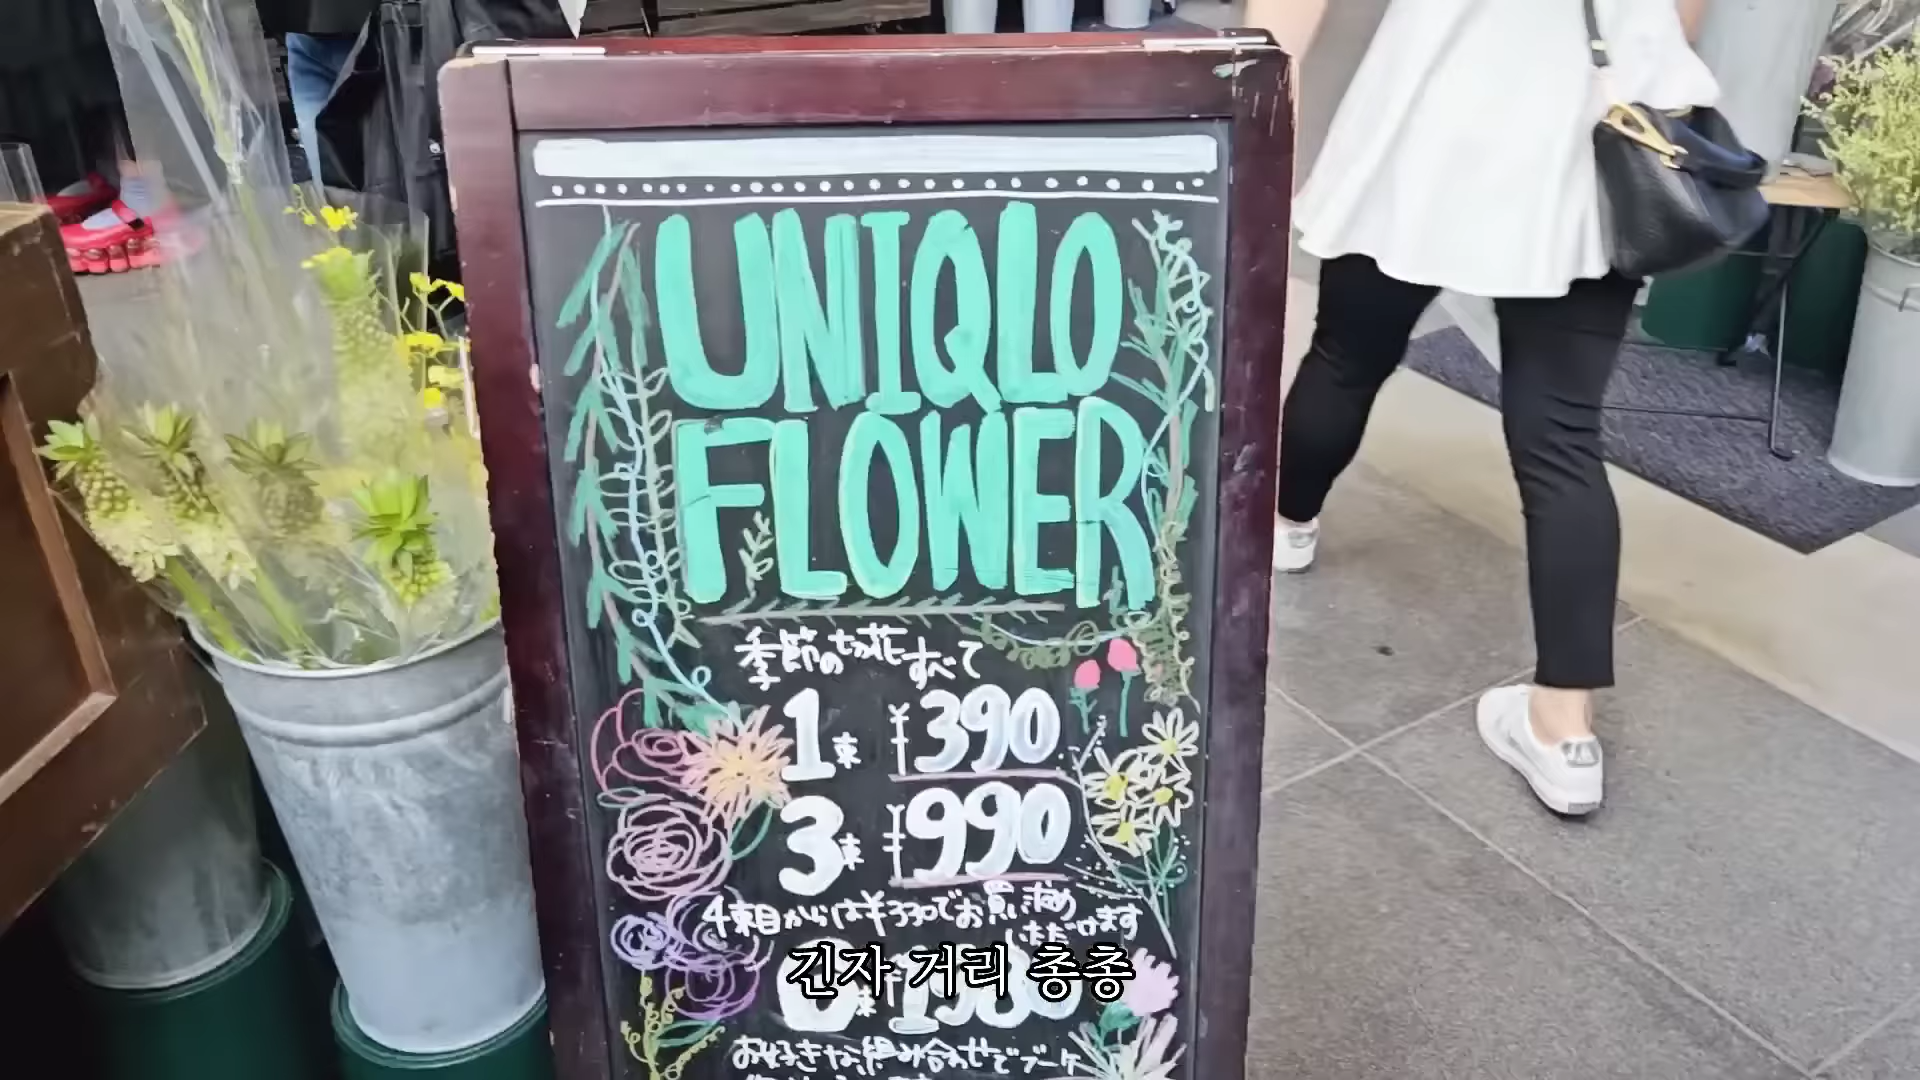 UNIQLO
FLOWER
季節の切花すべて
1束 ¥390
3束 ¥990
4束目からは¥330でお買い求め
いただけます
긴자 거리 총총
お好きな組み合わせでブーケ